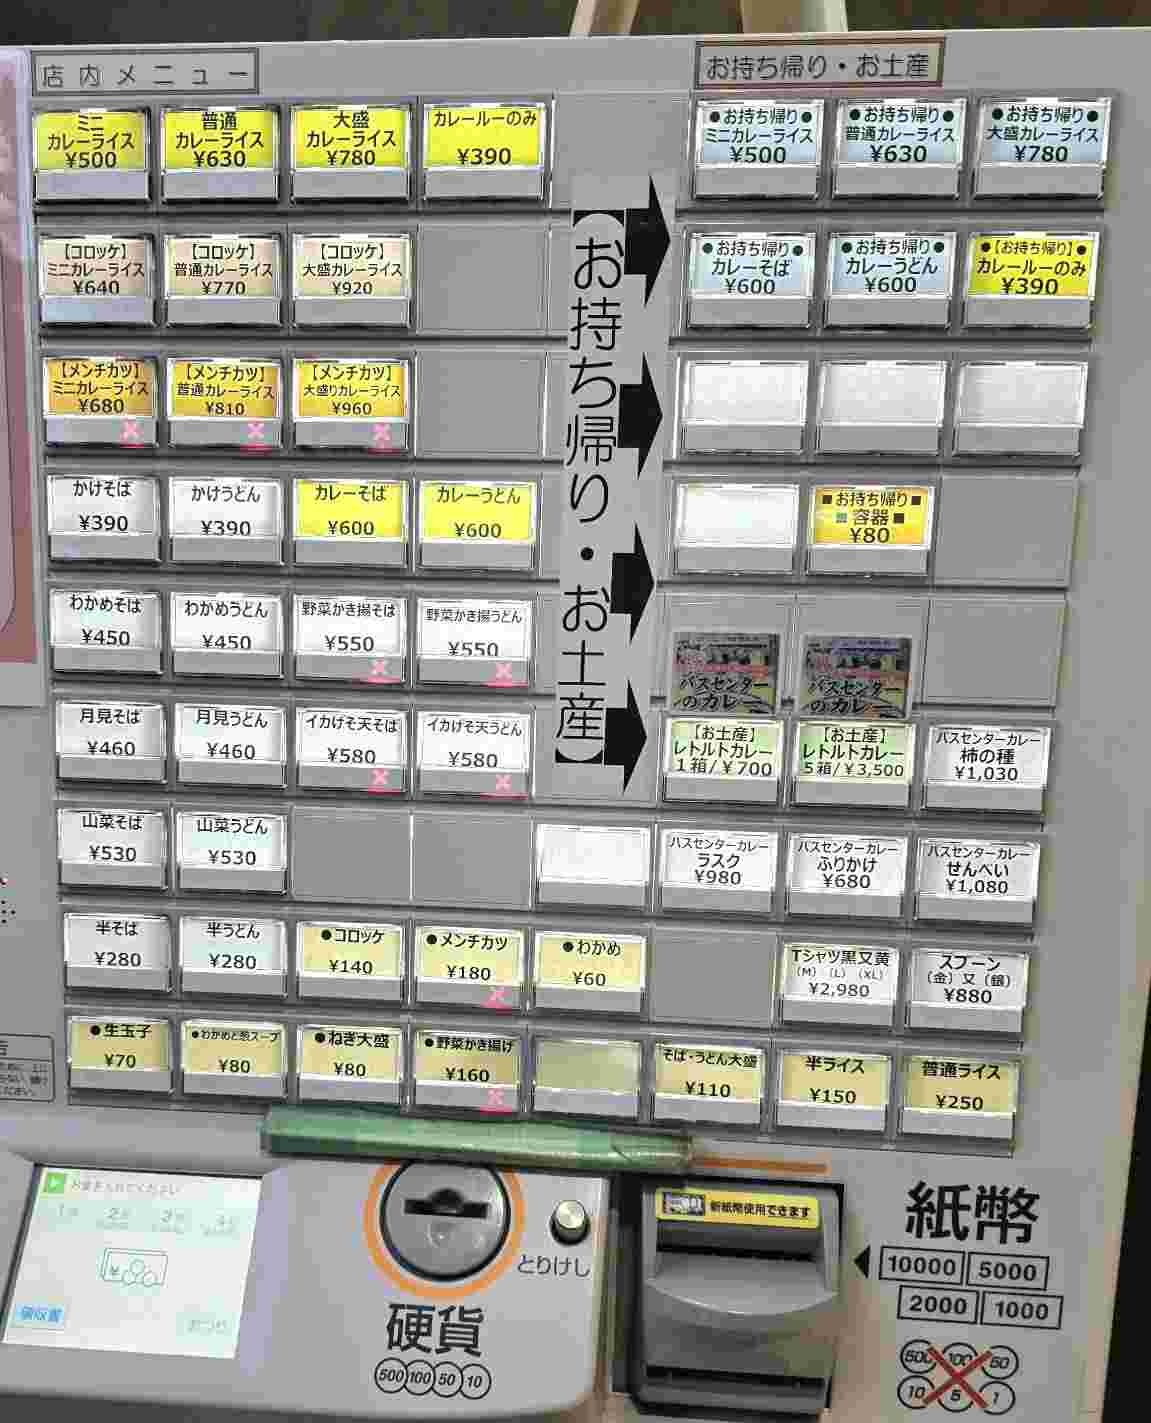 店内メニュー
お持ち帰り・お土産
ミニ
カレーライス
¥500
普通
カレーライス
¥630
大盛
カレーライス
¥780
カレールーのみ
¥390
●お持ち帰り●
ミニカレーライス
¥500
●お持ち帰り●
普通カレーライス
¥630
●お持ち帰り●
大盛カレーライス
¥780
【お持ち帰り・お土産】
【コロッケ】
ミニカレーライス
¥640
【コロッケ】
普通カレーライス
¥770
【コロッケ】
大盛カレーライス
¥920
●お持ち帰り●
カレーそば
¥600
●お持ち帰り●
カレーうどん
¥600
●【お持ち帰り】●
カレールーのみ
¥390
【メンチカツ】
ミニカレーライス
¥680
【メンチカツ】
普通カレーライス
¥810
【メンチカツ】
大盛りカレーライス
¥960
かけそば
¥390
かけうどん
¥390
カレーそば
¥600
カレーうどん
¥600
■お持ち帰り■
■容器■
¥80
わかめそば
¥450
わかめうどん
¥450
野菜かき揚そば
¥550
野菜かき揚うどん
¥550
バスセンター
のカレー
バスセンター
のカレー
月見そば
¥460
月見うどん
¥460
イカげそ天そば
¥580
イカげそ天うどん
¥580
【お土産】
レトルトカレー
1箱/¥700
【お土産】
レトルトカレー
5箱/¥3,500
バスセンターカレー
柿の種
¥1,030
山菜そば
¥530
山菜うどん
¥530
バスセンターカレー
ラスク
¥980
バスセンターカレー
ふりかけ
¥680
バスセンターカレー
せんべい
¥1,080
半そば
¥280
半うどん
¥280
●コロッケ
¥140
●メンチカツ
¥180
●わかめ
¥60
Tシャツ黒又黄
(M) (L) (XL)
¥2,980
スプーン
(金)又(銀)
¥880
●生玉子
¥70
●わかめと葱スープ
¥80
●ねぎ大盛
¥80
●野菜かき揚げ
¥160
そば・うどん大盛
¥110
半ライス
¥150
普通ライス
¥250
お金を入れてください
領収書
とりけし
硬貨
500 100 50 10
新紙幣使用できます
紙幣
10000 5000
2000 1000
500 100 50
10 5 1